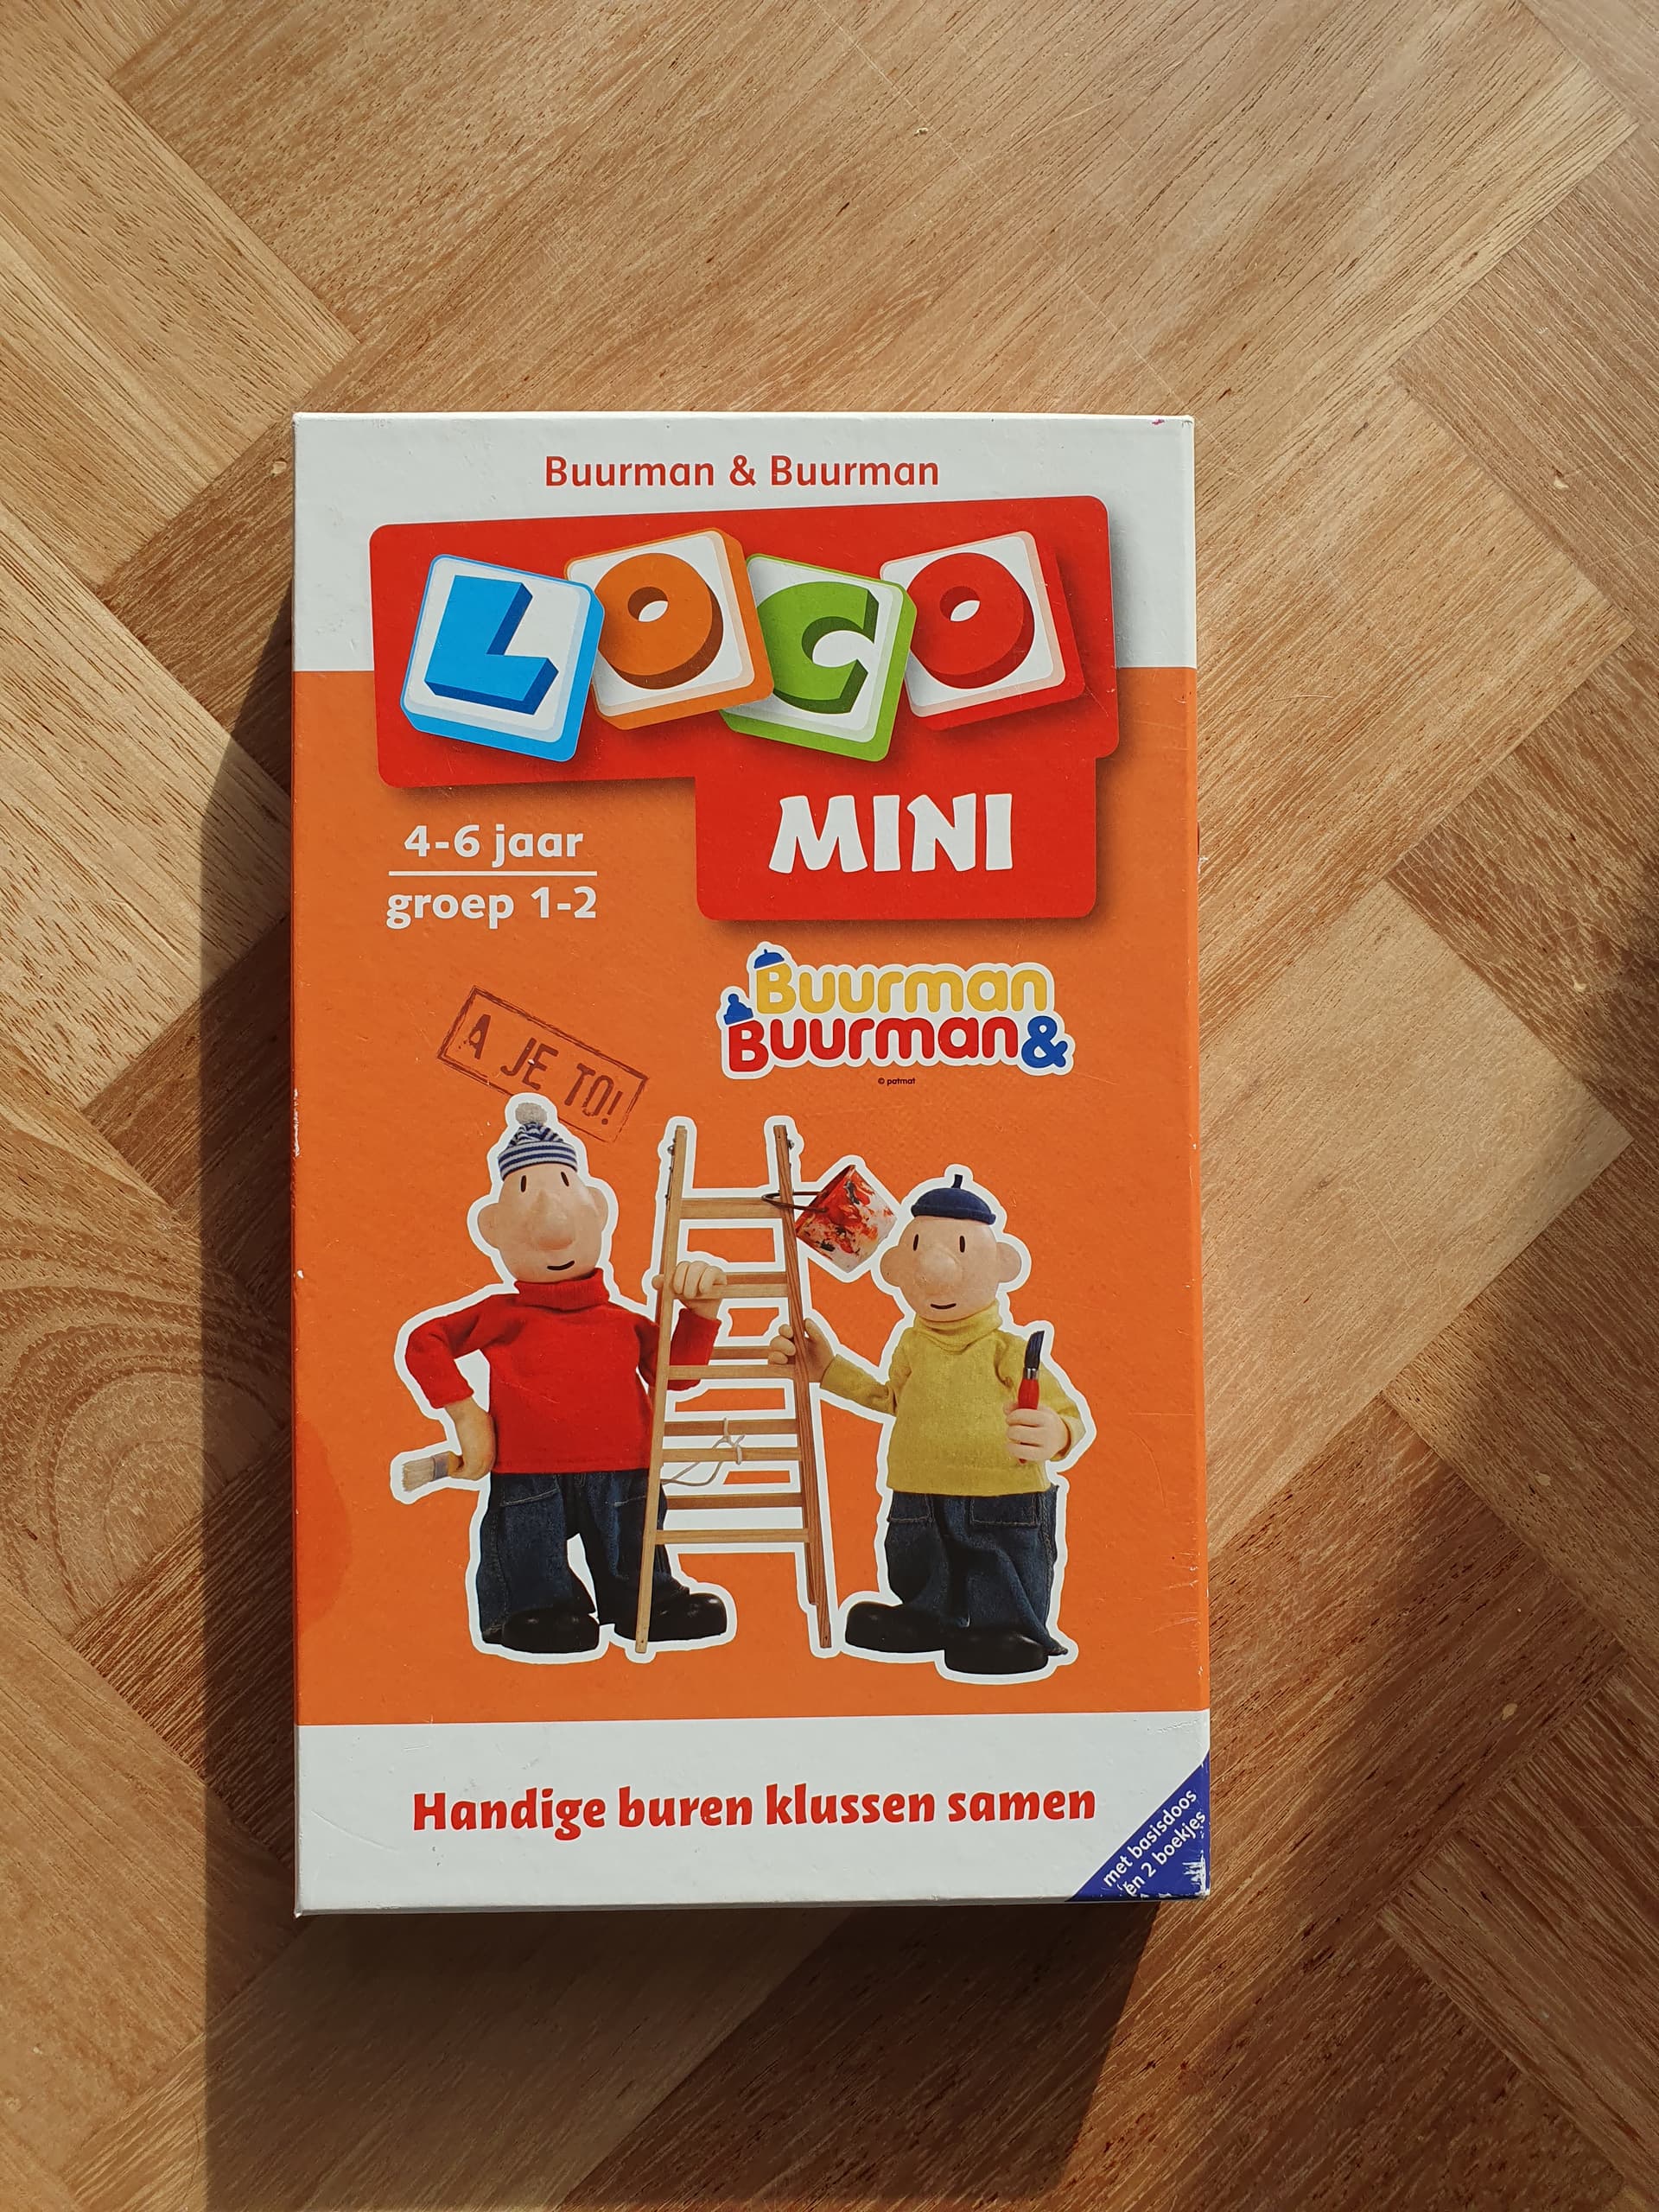 Buurman & Buurman
LOCO
MINI
4-6 jaar
groep 1-2
Buurman
Buurman&
© patmat
A JE TO!
Handige buren klussen samen
met basisdoos
én 2 boekjes